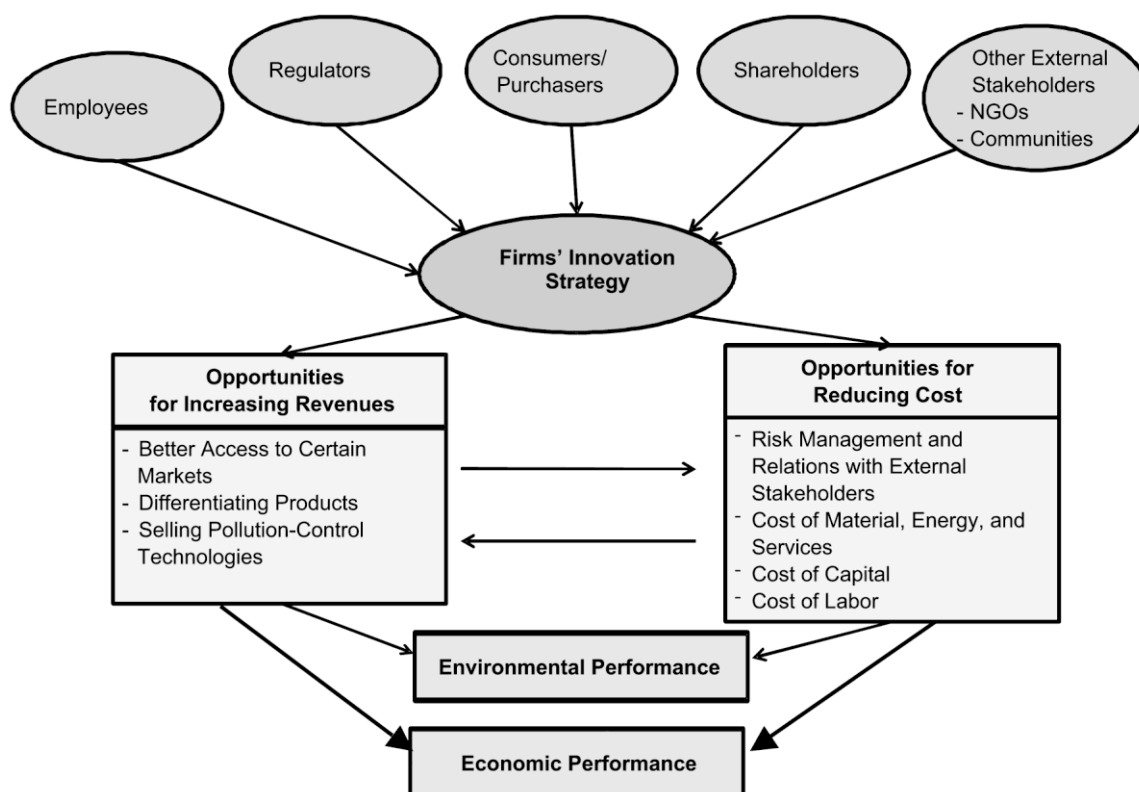 Employees
Regulators
Consumers/
Purchasers
Shareholders
Other External
Stakeholders
- NGOs
- Communities
Firms’ Innovation
Strategy
Opportunities
for Increasing Revenues
- Better Access to Certain
Markets
- Differentiating Products
- Selling Pollution-Control
Technologies
Opportunities for
Reducing Cost
- Risk Management and
Relations with External
Stakeholders
- Cost of Material, Energy, and
Services
- Cost of Capital
- Cost of Labor
Environmental Performance
Economic Performance